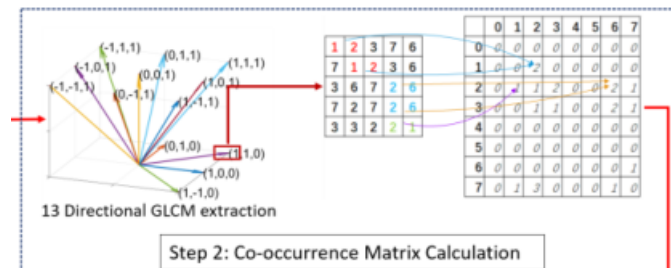 (-1,1,1)
(0,1,1)
(1,1,1)
(-1,0,1)
(0,0,1)
(1,0,1)
(-1,-1,1)
(0,-1,1)
(1,-1,1)
(0,1,0)
(1,1,0)
(1,0,0)
(1,-1,0)
13 Directional GLCM extraction
1 2 3 7 6
7 1 2 3 6
3 6 7 2 6
7 2 7 2 6
3 3 2 2 1
0 1 2 3 4 5 6 7
0 0 0 0 0 0 0 0 0
1 0 0 2 0 0 0 0 0
2 0 1 1 2 0 0 2 1
3 0 0 1 1 0 0 2 1
4 0 0 0 0 0 0 0 0
5 0 0 0 0 0 0 0 0
6 0 0 0 0 0 0 0 1
7 0 1 3 0 0 0 1 0
Step 2: Co-occurrence Matrix Calculation